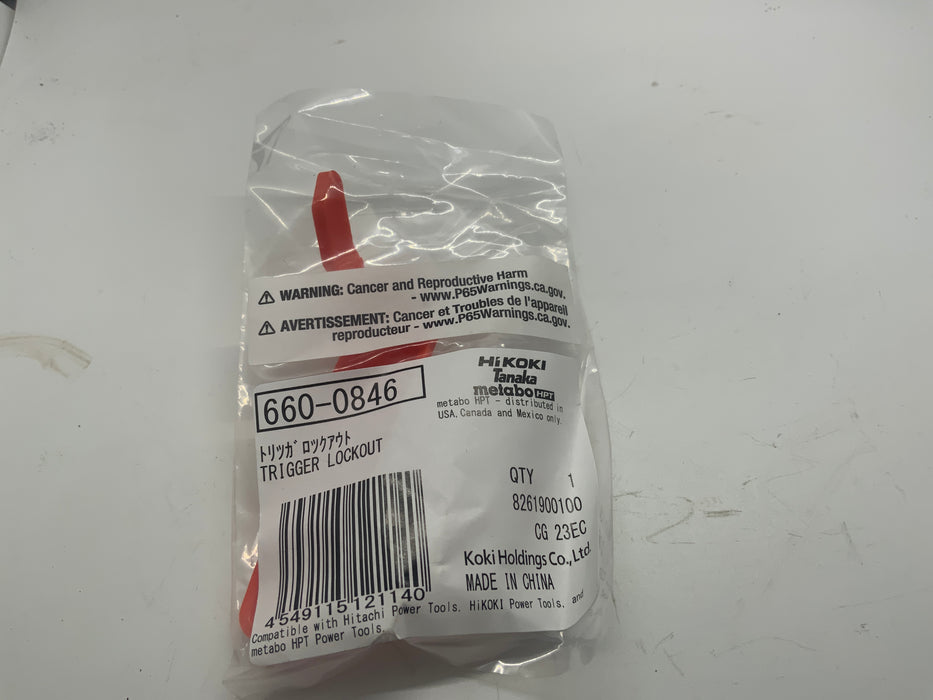 ⚠ WARNING: Cancer and Reproductive Harm
- www.P65Warnings.ca.gov.
⚠ AVERTISSEMENT: Cancer et Troubles de l'appareil
reproducteur - www.P65Warnings.ca.gov.
HiKOKI
Tanaka
metabo HPT
metabo HPT - distributed in
USA, Canada and Mexico only.
660-0846
トリツガ ロックアウト
TRIGGER LOCKOUT
QTY 1
8261900100
CG 23EC
Koki Holdings Co., Ltd.
MADE IN CHINA
4 549115 121140
Compatible with Hitachi Power Tools. HiKOKI Power Tools. and
metabo HPT Power Tools.